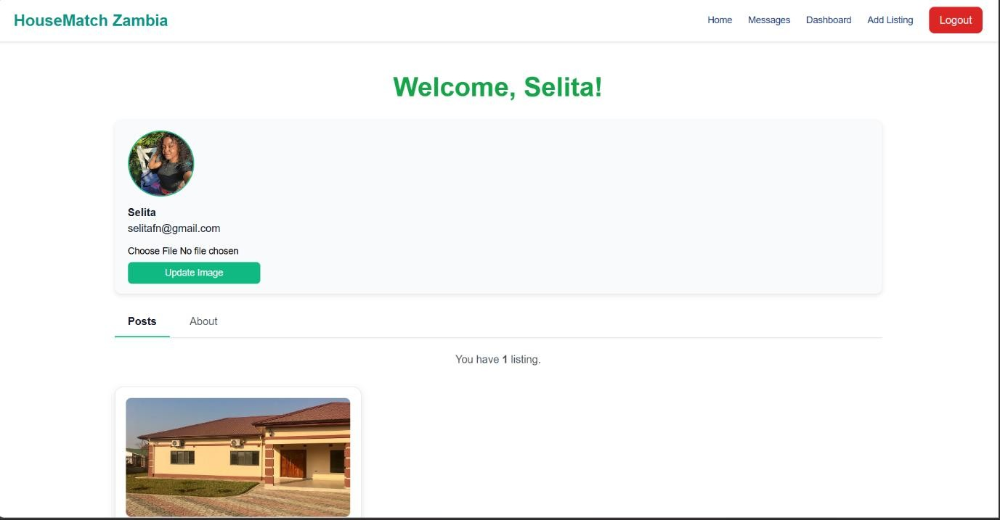 HouseMatch Zambia Home Messages Dashboard Add Listing Logout
Welcome, Selita!
Selita
selitafn@gmail.com
Choose File No file chosen
Update Image
Posts About
You have 1 listing.